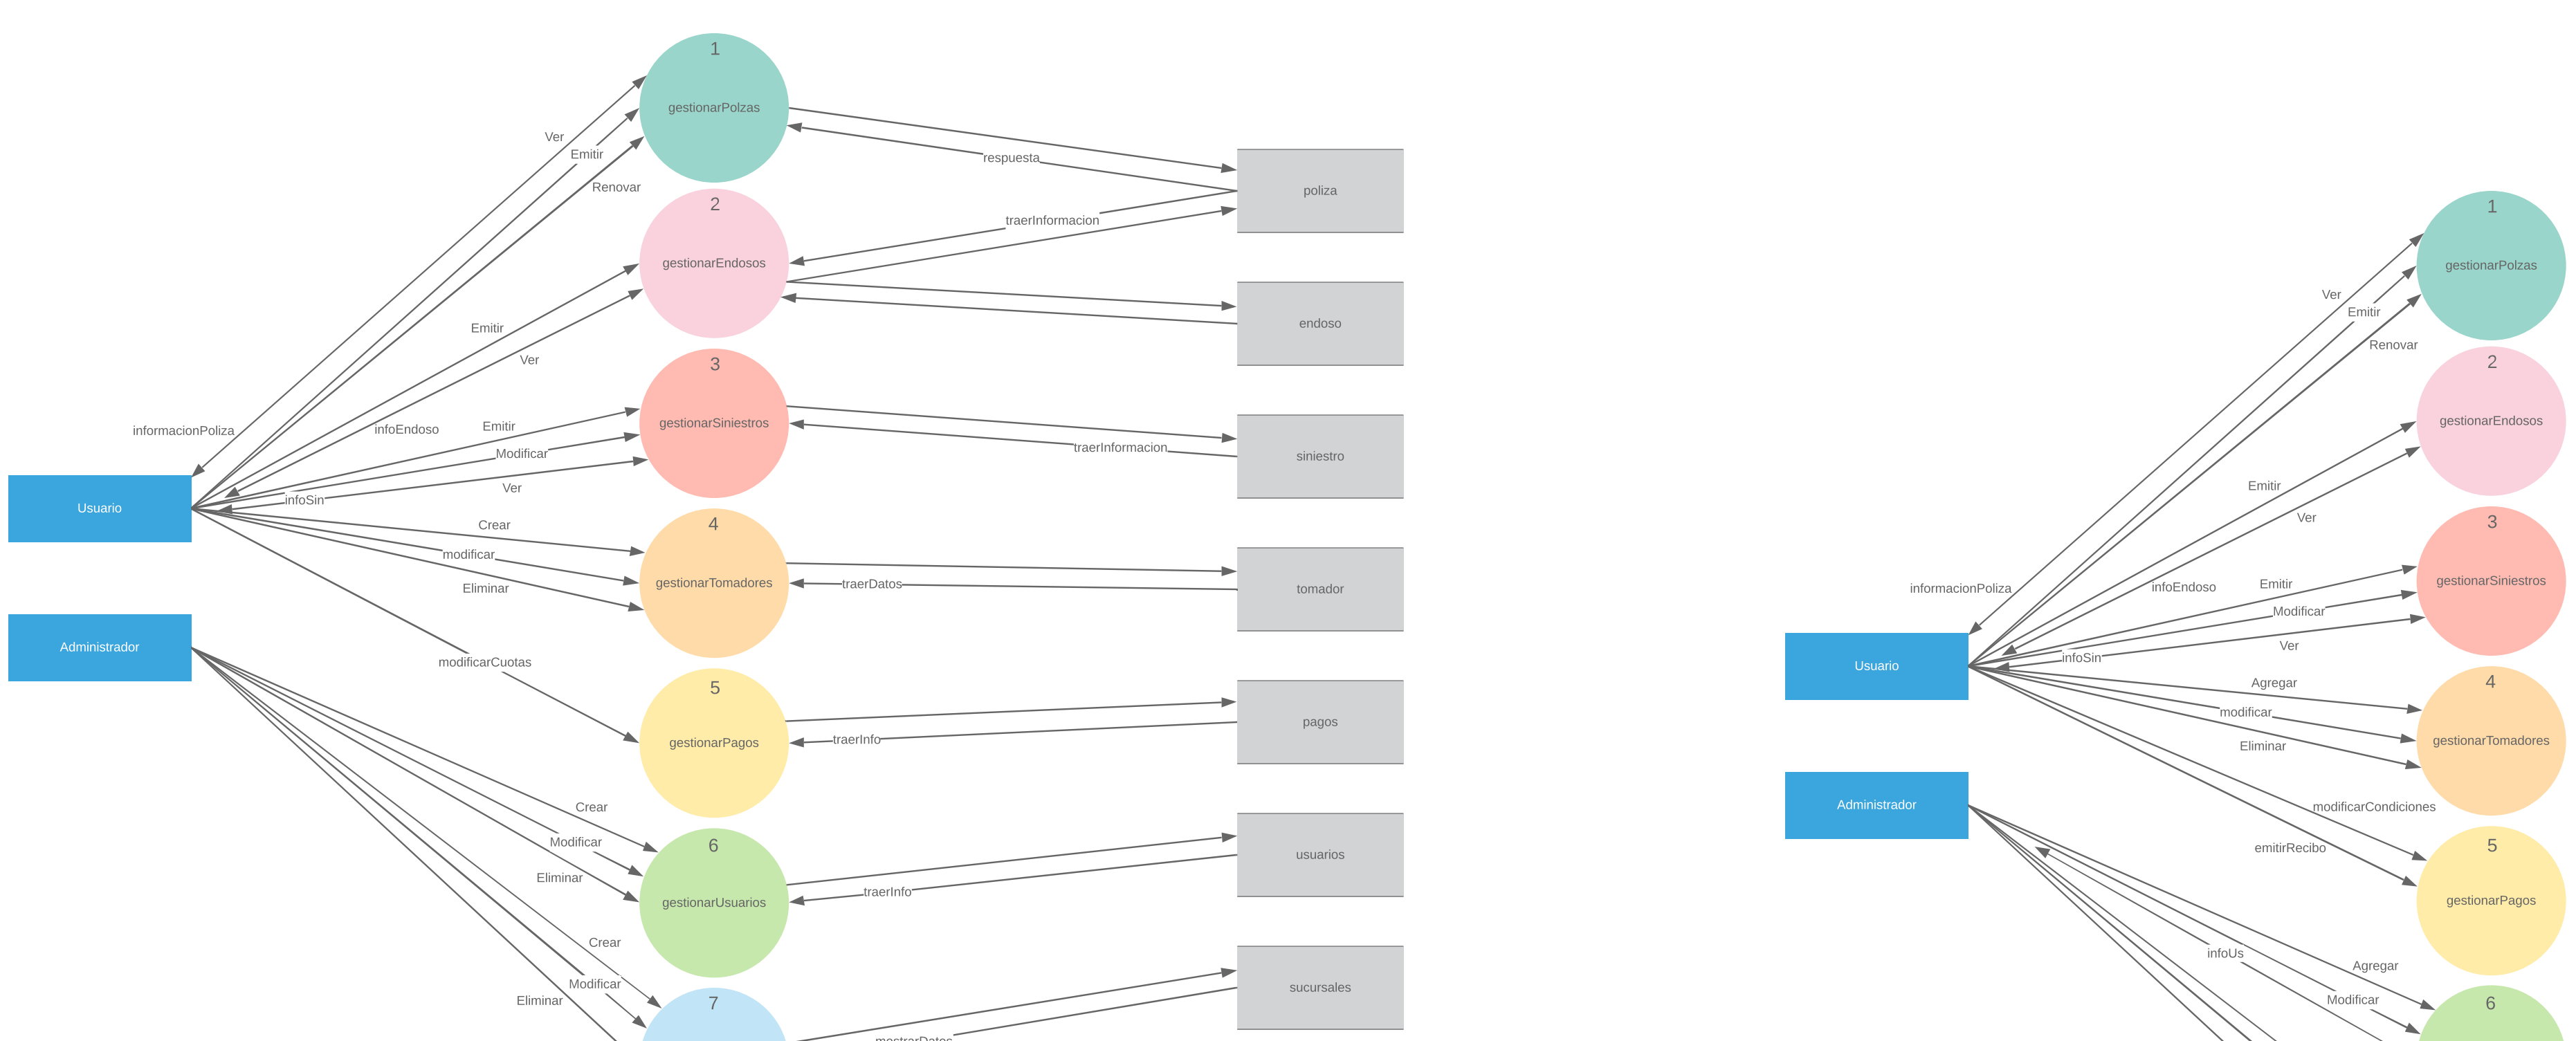 1
gestionarPolzas
Ver
Emitir
Renovar
respuesta
poliza
2
gestionarEndosos
traerInformacion
endoso
Emitir
Ver
3
gestionarSiniestros
informacionPoliza
infoEndoso
Emitir
Modificar
traerInformacion
siniestro
Ver
infoSin
Usuario
4
gestionarTomadores
Crear
modificar
Eliminar
traerDatos
tomador
Administrador
modificarCuotas
5
gestionarPagos
traerInfo
pagos
Crear
Modificar
Eliminar
6
gestionarUsuarios
traerInfo
usuarios
Crear
Modificar
Eliminar
7
mostrarDatos
sucursales
1
gestionarPolzas
Ver
Emitir
Renovar
2
gestionarEndosos
Emitir
Ver
3
gestionarSiniestros
informacionPoliza
infoEndoso
Emitir
Modificar
Ver
infoSin
Usuario
4
gestionarTomadores
Agregar
modificar
Eliminar
Administrador
modificarCondiciones
emitirRecibo
5
gestionarPagos
infoUs
Agregar
Modificar
6